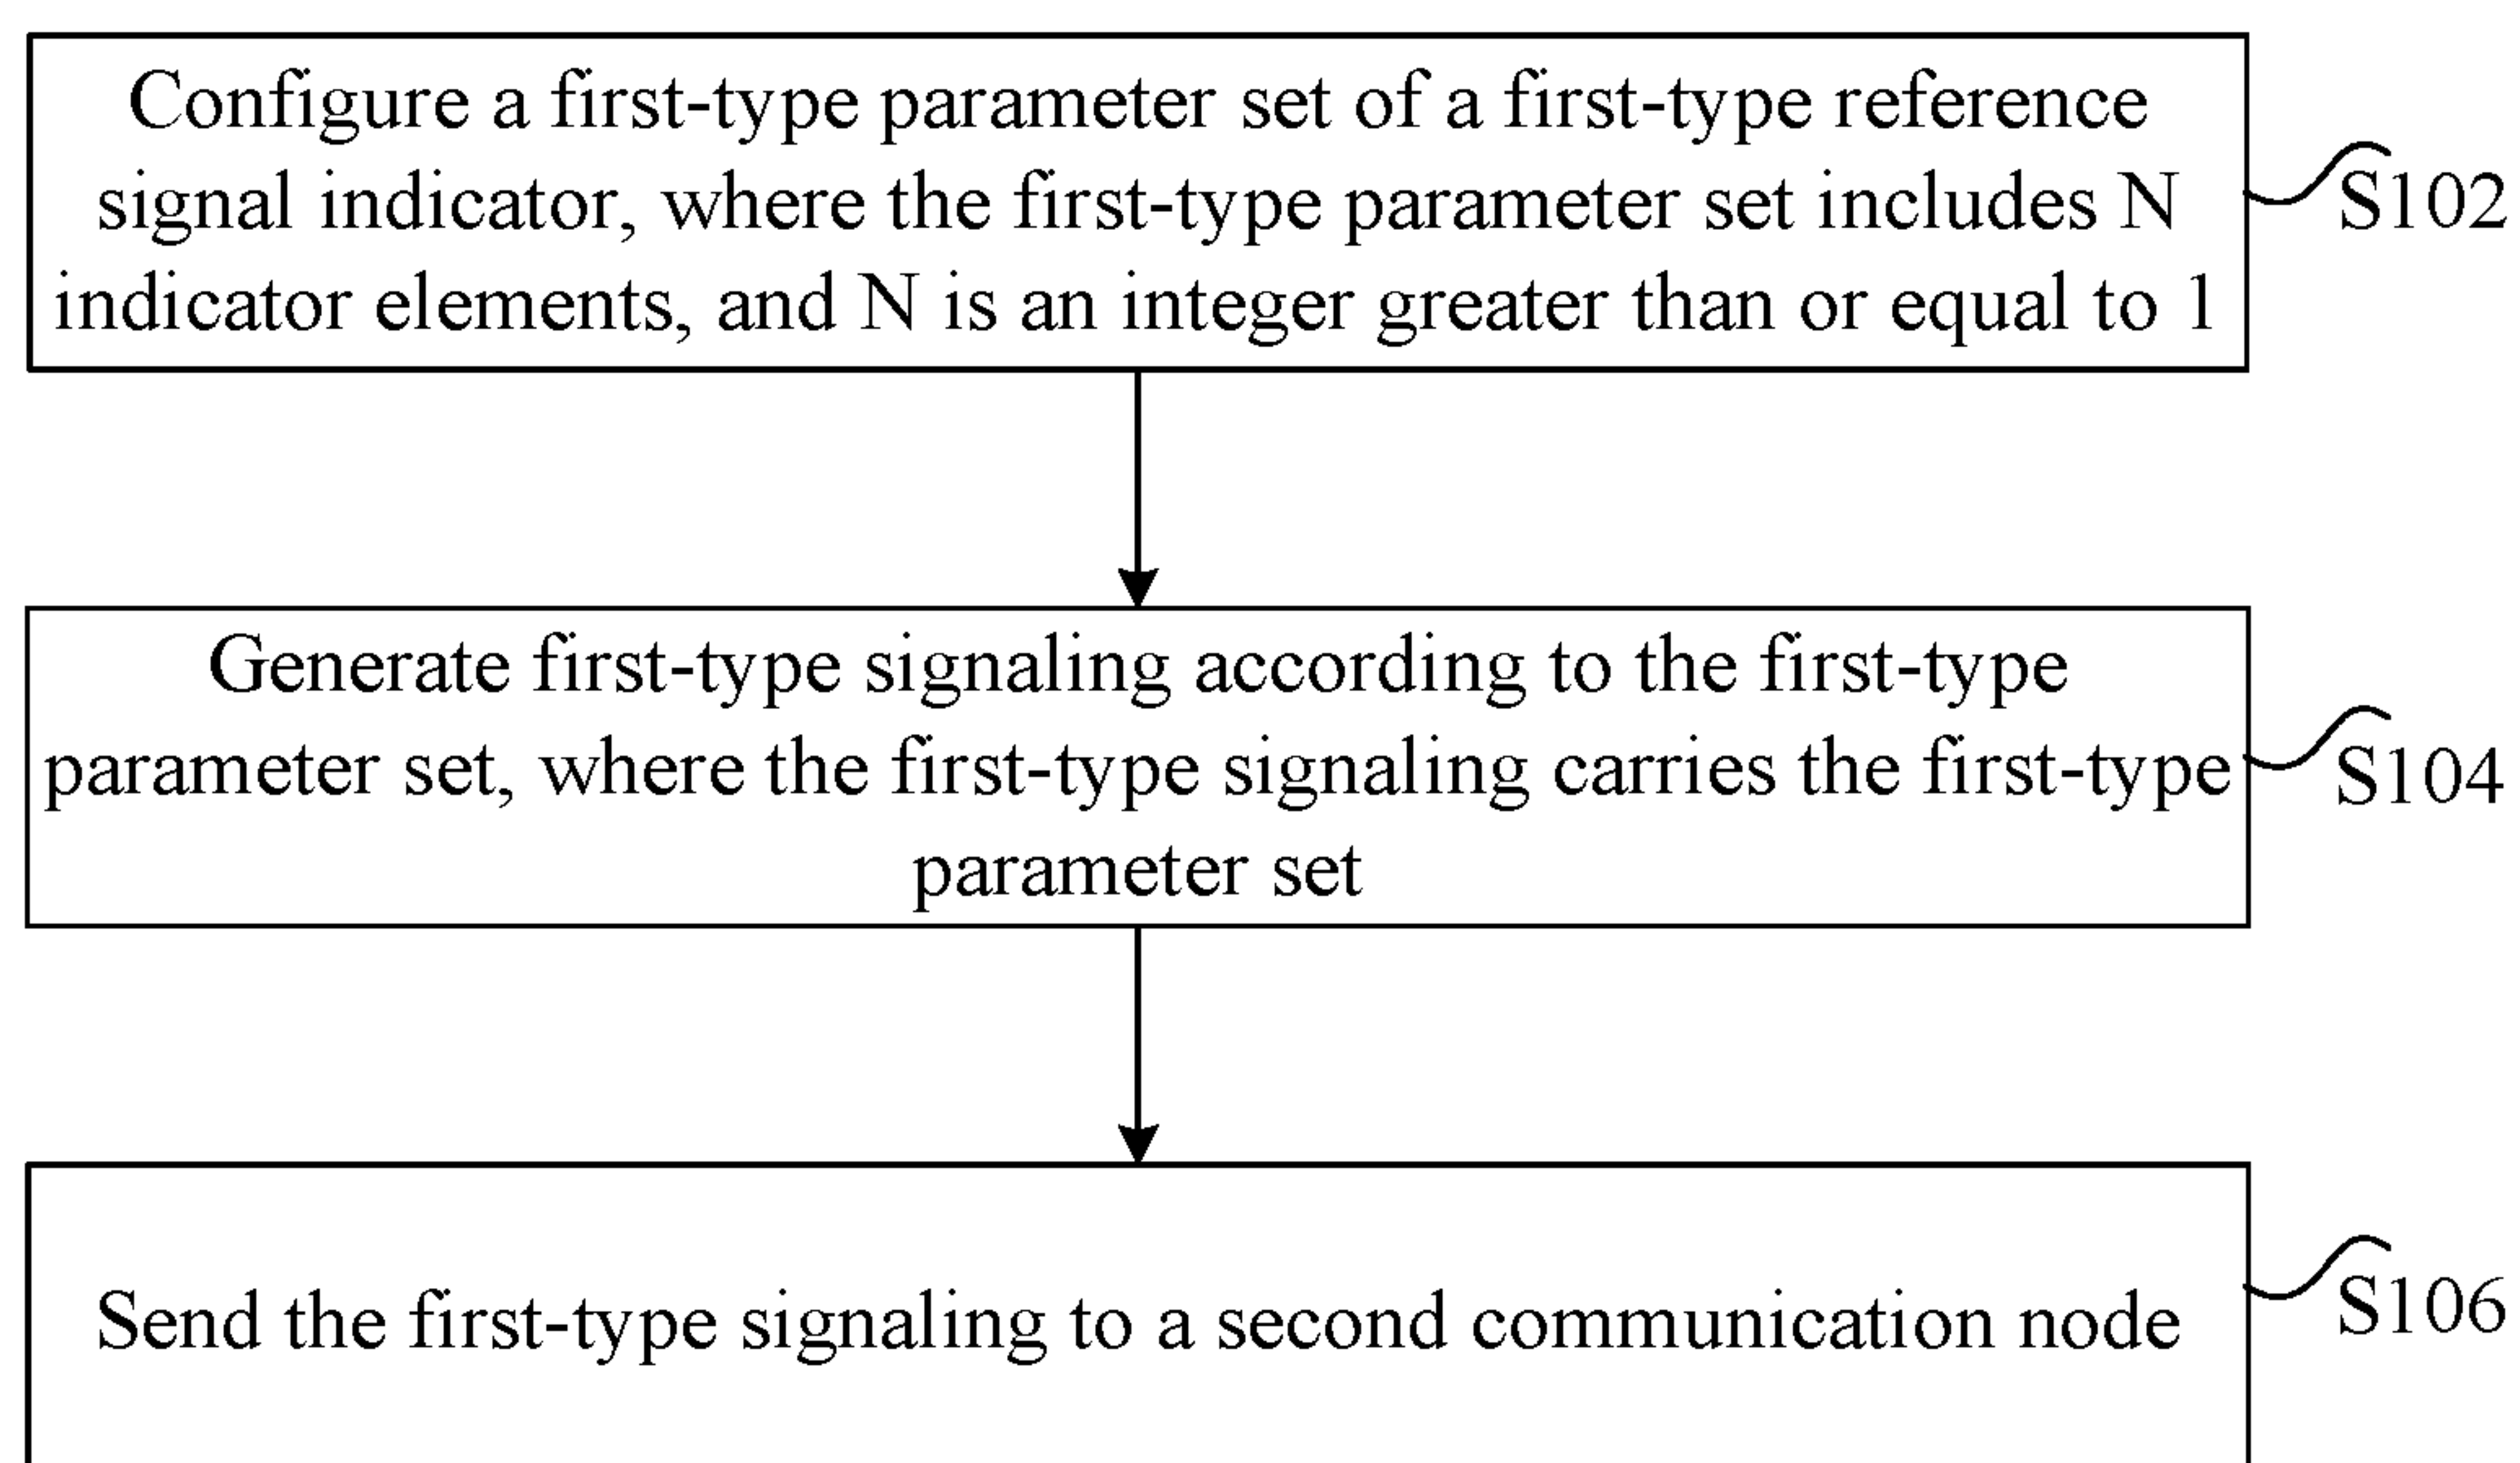 Configure a first-type parameter set of a first-type reference
signal indicator, where the first-type parameter set includes N
indicator elements, and N is an integer greater than or equal to 1
S102
Generate first-type signaling according to the first-type
parameter set, where the first-type signaling carries the first-type
parameter set
S104
Send the first-type signaling to a second communication node
S106